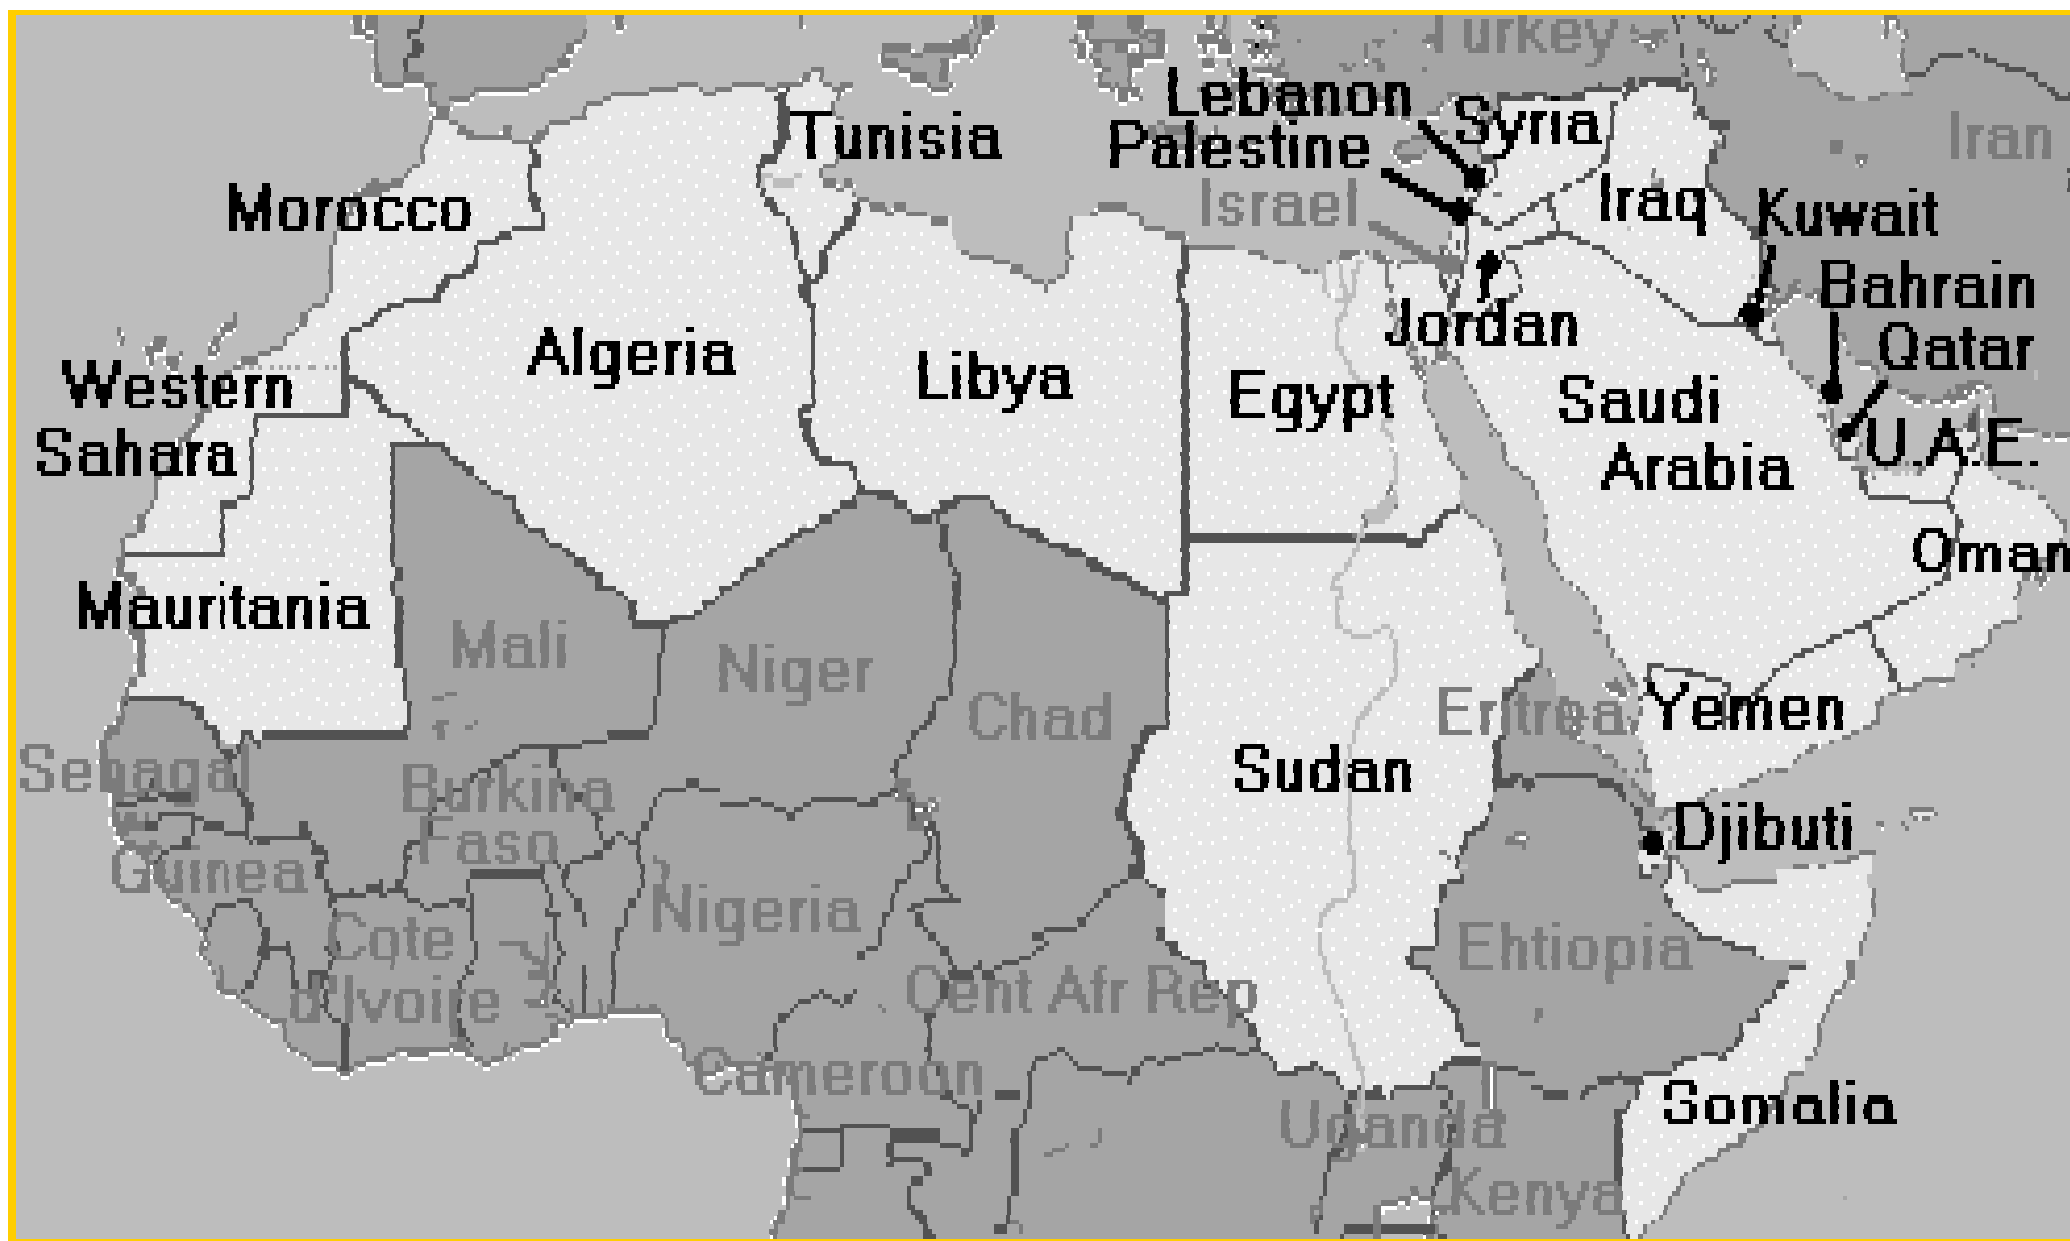 Turkey
Lebanon
Syria
Tunisia
Palestine
Iran
Israel
Iraq
Morocco
Kuwait
Bahrain
Jordan
Qatar
Algeria
Western
Sahara
Libya
Egypt
Saudi
Arabia
U.A.E.
Oman
Mauritania
Mali
Niger
Chad
Eritrea
Yemen
Senagal
Burkina
Faso
Sudan
Djibuti
Guinea
Nigeria
Cote
d'Ivoire
Ehtiopia
Cent Afr Rep
Cameroon
Somalia
Uganda
Kenya